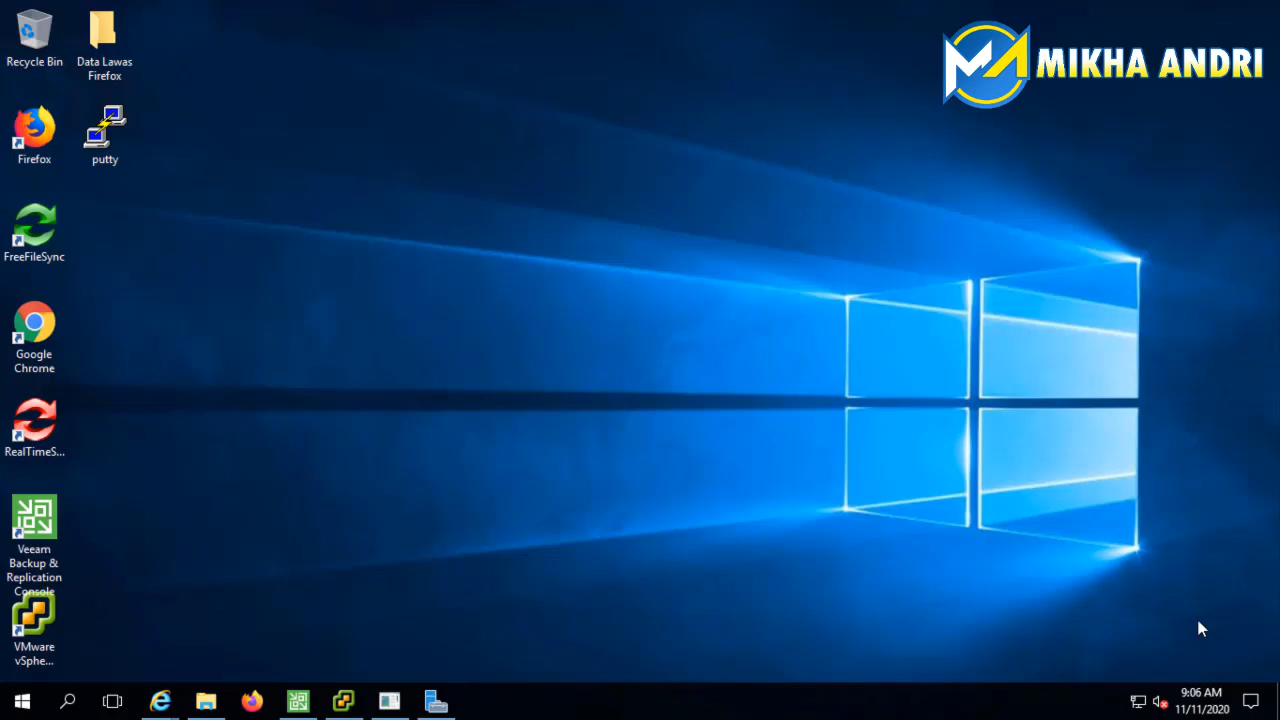 Recycle Bin
Data Lawas
Firefox
MIKHA ANDRI
Firefox
putty
FreeFileSync
Google
Chrome
RealTimeS...
Veeam
Backup &
Replication
Console
VMware
vSphe...
9:06 AM
11/11/2020